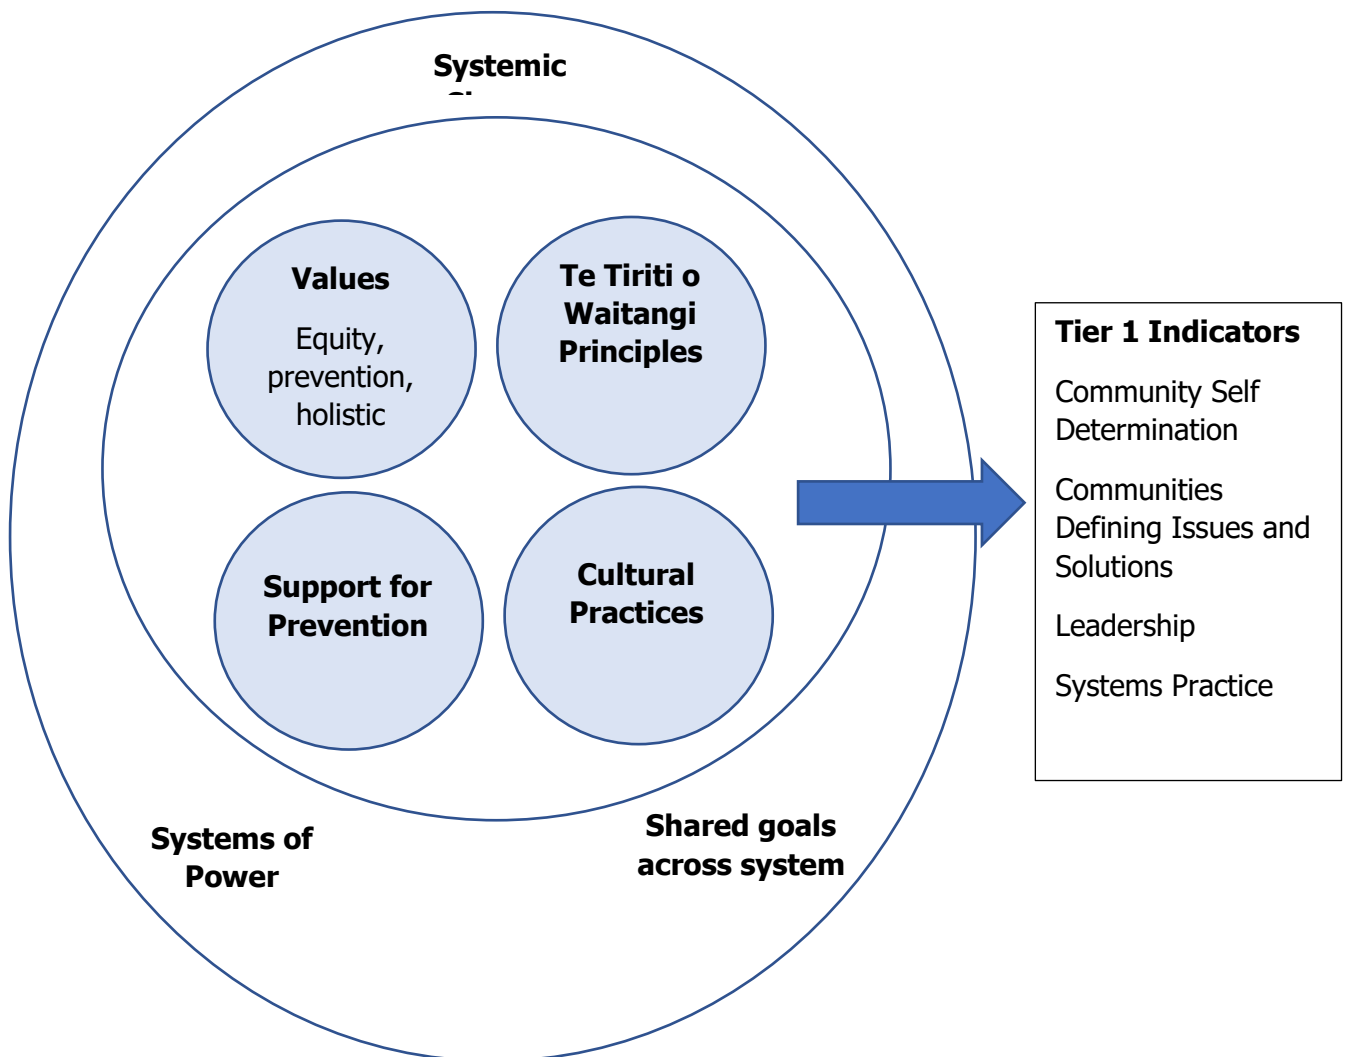 Systemic
Values
Equity,
prevention,
holistic
Te Tiriti o
Waitangi
Principles
Support for
Prevention
Cultural
Practices
Systems of
Power
Shared goals
across system
Tier 1 Indicators
Community Self
Determination
Communities
Defining Issues and
Solutions
Leadership
Systems Practice